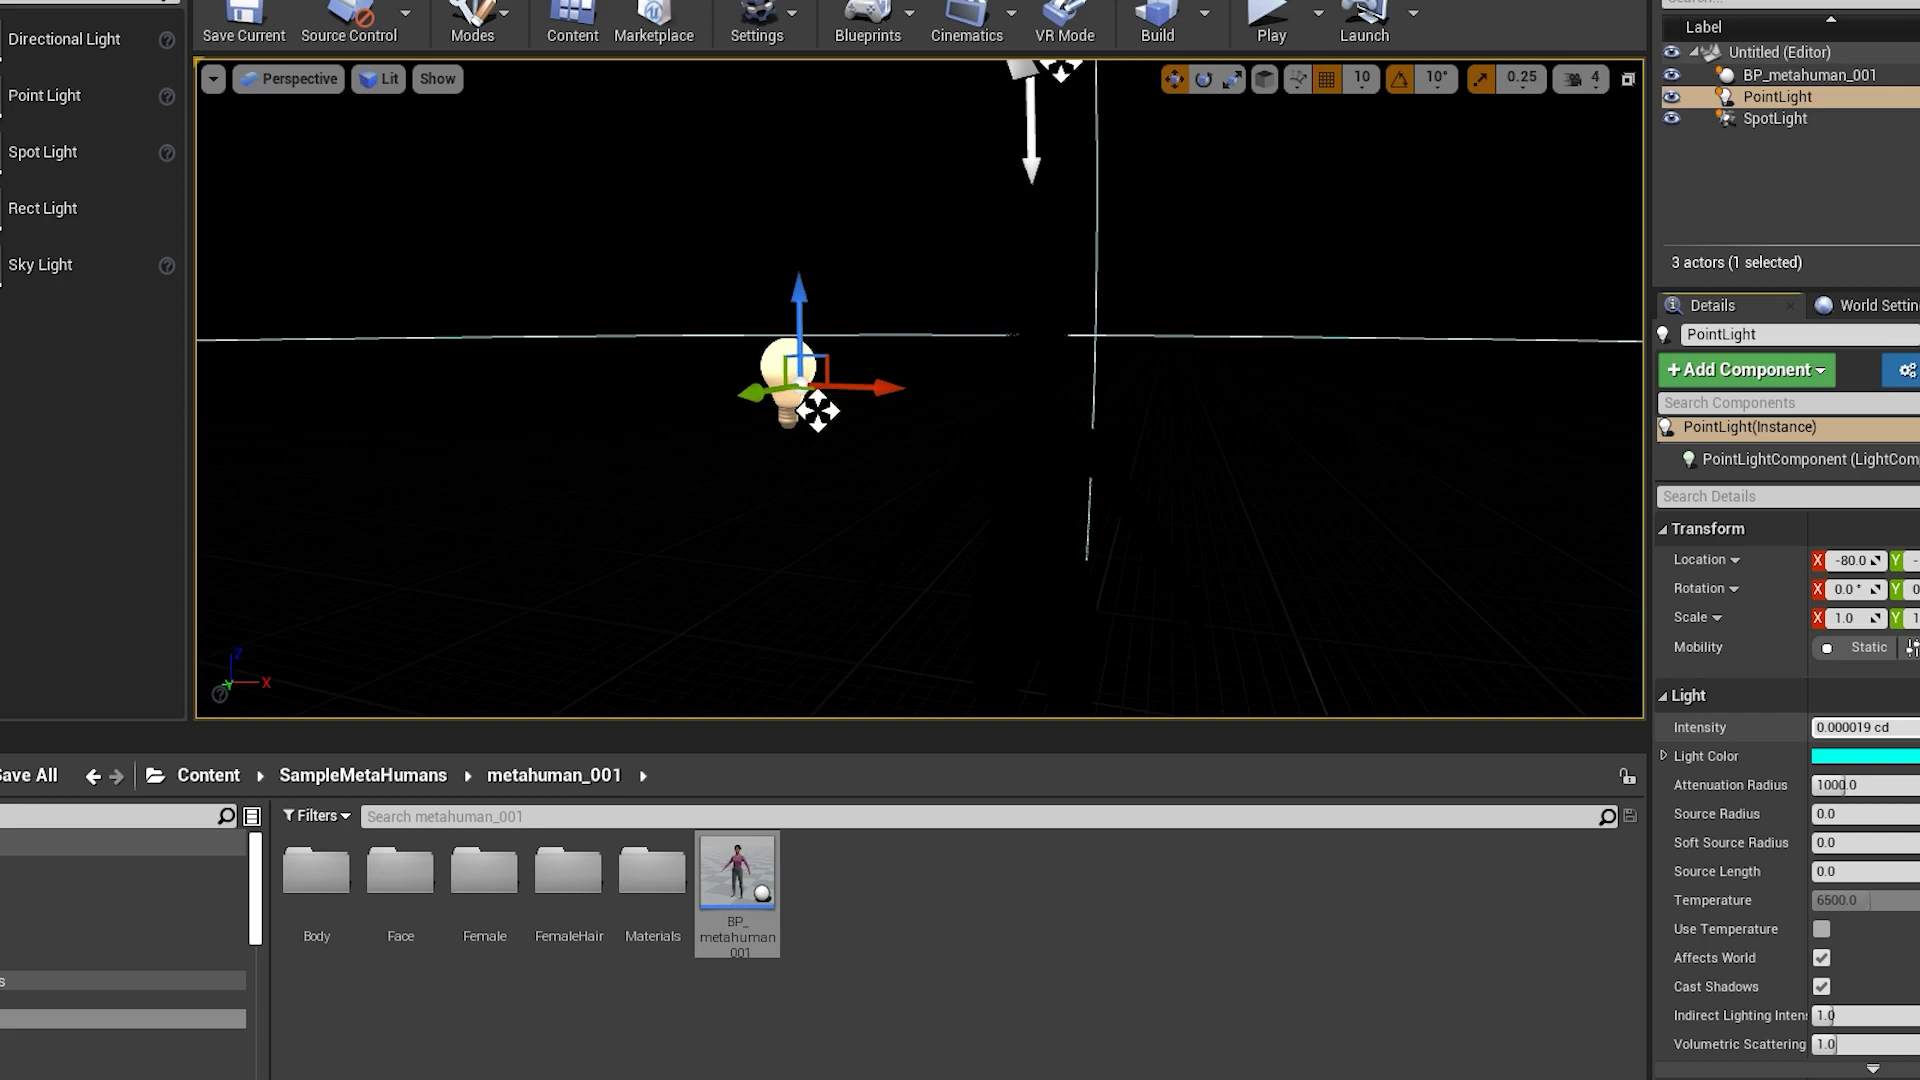 Directional Light
Point Light
Spot Light
Rect Light
Sky Light
Save Current
Source Control
Modes
Content
Marketplace
Settings
Blueprints
Cinematics
VR Mode
Build
Play
Launch
Perspective
Lit
Show
10
10°
0.25
4
Z
X
Label
Untitled (Editor)
BP_metahuman_001
PointLight
SpotLight
3 actors (1 selected)
Details
World Settin
PointLight
+Add Component
Search Components
PointLight(Instance)
PointLightComponent (LightCom
Search Details
Transform
Location X -80.0 Y -
Rotation X 0.0 ° Y 0
Scale X 1.0 Y 1
Mobility Static
Light
Intensity 0.000019 cd
Light Color
Attenuation Radius 1000.0
Source Radius 0.0
Soft Source Radius 0.0
Source Length 0.0
Temperature 6500.0
Use Temperature
Affects World
Cast Shadows
Indirect Lighting Inten 1.0
Volumetric Scattering 1.0
Save All
Content
SampleMetaHumans
metahuman_001
Filters
Search metahuman_001
Body
Face
Female
FemaleHair
Materials
BP_
metahuman
001
s